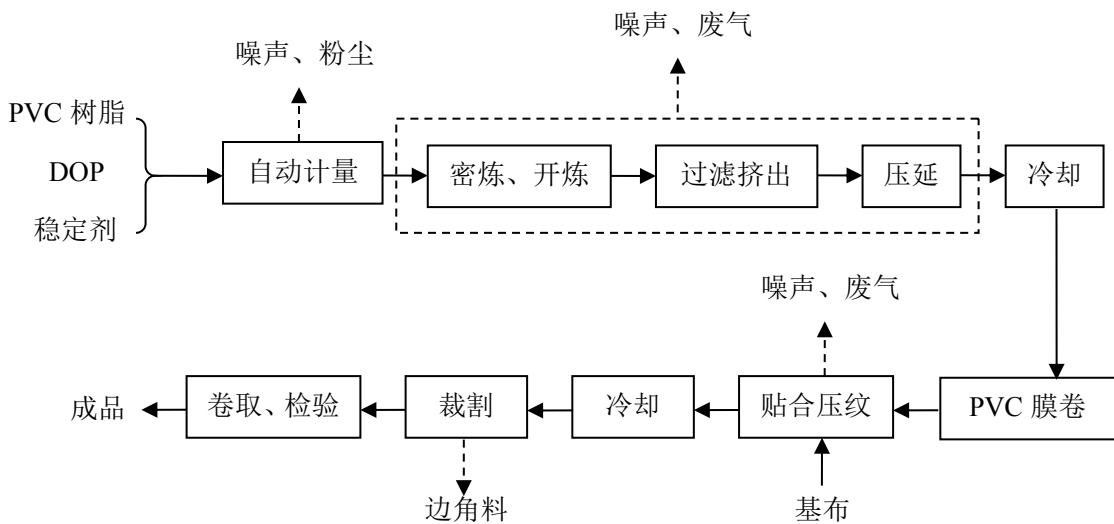 噪声、废气
噪声、粉尘
PVC 树脂
DOP
稳定剂
自动计量
密炼、开炼
过滤挤出
压延
冷却
噪声、废气
成品
卷取、检验
裁割
冷却
贴合压纹
PVC 膜卷
边角料
基布